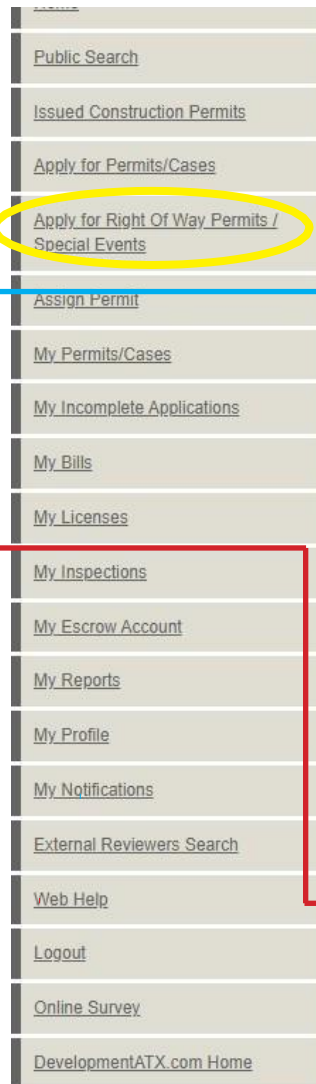 Public Search
Issued Construction Permits
Apply for Permits/Cases
Apply for Right Of Way Permits /
Special Events
Assign Permit
My Permits/Cases
My Incomplete Applications
My Bills
My Licenses
My Inspections
My Escrow Account
My Reports
My Profile
My Notifications
External Reviewers Search
Web Help
Logout
Online Survey
DevelopmentATX.com Home